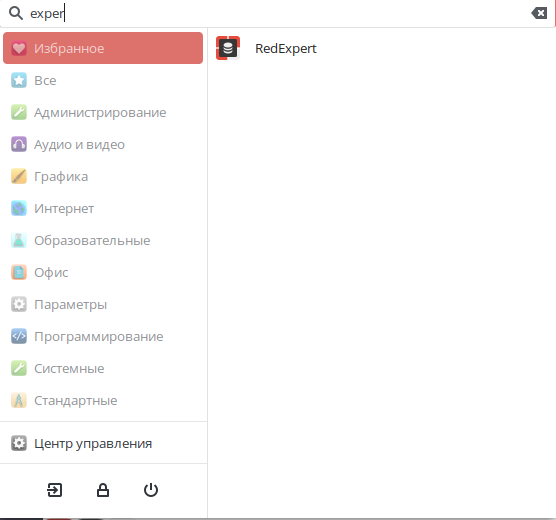 exper
Избранное
Все
Администрирование
Аудио и видео
Графика
Интернет
Образовательные
Офис
Параметры
Программирование
Системные
Стандартные
Центр управления
RedExpert